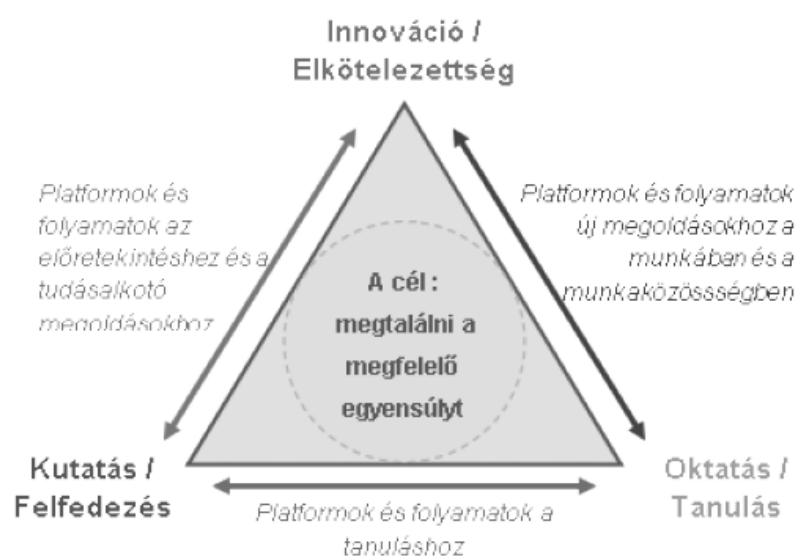 Innováció /
Elkötelezettség
Platformok és
folyamatok az
előretekintéshez és a
tudásalkotó
megoldásokhoz
Platformok és folyamatok
új megoldásokhoz a
munkában és a
munkaközössségben
A cél :
megtalálni a
megfelelő
egyensúlyt
Kutatás /
Felfedezés
Oktatás /
Tanulás
Platformok és folyamatok a
tanuláshoz